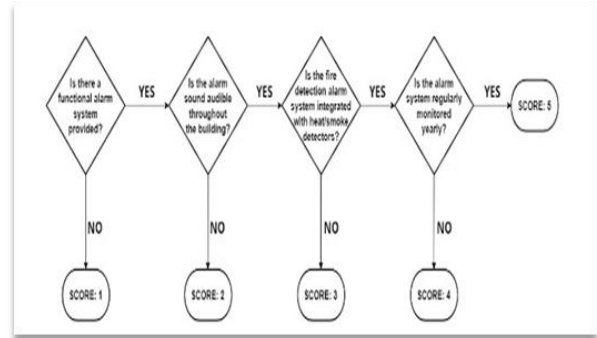 Is there a
functional alarm
system
provided?
YES
Is the alarm
sound audible
throughout
the building?
YES
Is the fire
detection alarm
system integrated
with heat/smoke
detectors?
YES
Is the alarm
system regularly
monitored
yearly?
YES
SCORE: 5
NO
NO
NO
NO
SCORE: 1
SCORE: 2
SCORE: 3
SCORE: 4